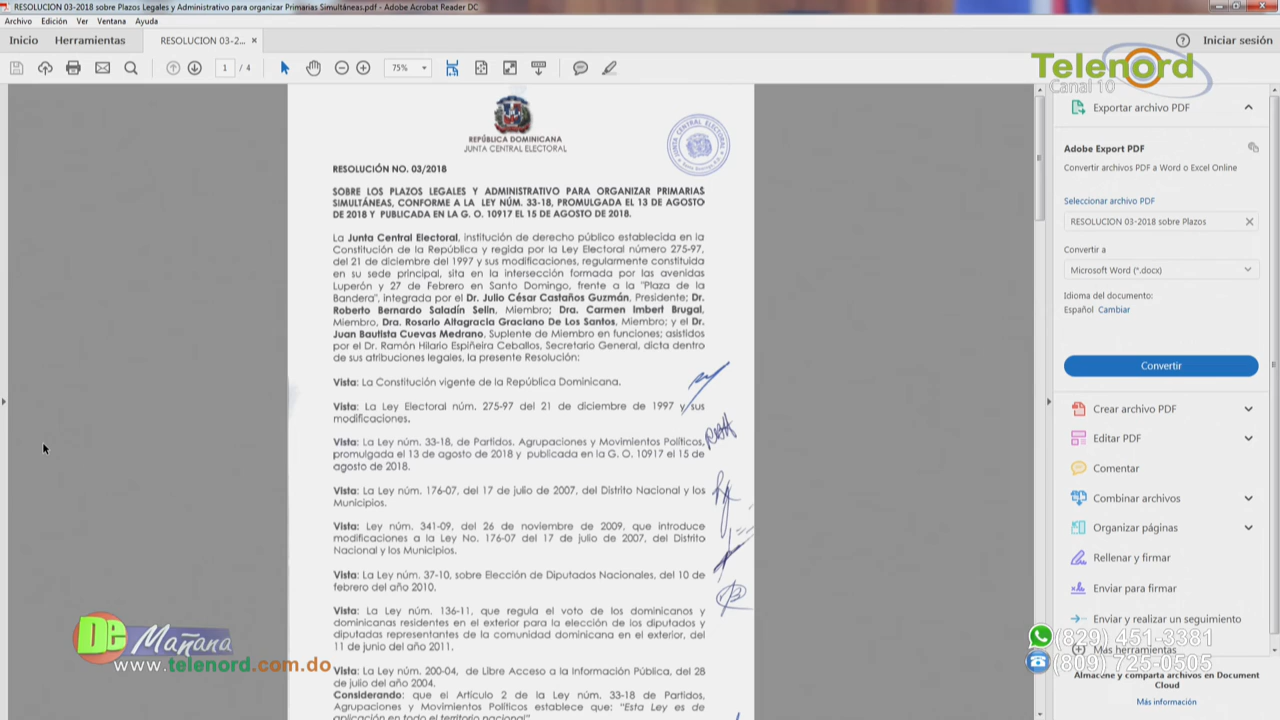 RESOLUCION 03-2018 sobre Plazos Legales y Administrativo para organizar Primarias Simultáneas.pdf - Adobe Acrobat Reader DC
Archivo Edición Ver Ventana Ayuda
Inicio Herramientas RESOLUCION 03-2... × Iniciar sesión
1 / 4 75%
Telenord
Canal 10
REPÚBLICA DOMINICANA
JUNTA CENTRAL ELECTORAL
JUNTA CENTRAL ELECTORAL
RESOLUCIÓN NO. 03/2018
SOBRE LOS PLAZOS LEGALES Y ADMINISTRATIVO PARA ORGANIZAR PRIMARIAS
SIMULTÁNEAS, CONFORME A LA LEY NÚM. 33-18, PROMULGADA EL 13 DE AGOSTO
DE 2018 Y PUBLICADA EN LA G. O. 10917 EL 15 DE AGOSTO DE 2018.
La Junta Central Electoral, institución de derecho público establecida en la
Constitución de la República y regida por la Ley Electoral número 275-97,
del 21 de diciembre del 1997 y sus modificaciones, regularmente constituida
en su sede principal, sita en la intersección formada por las avenidas
Luperón y 27 de Febrero en Santo Domingo, frente a la "Plaza de la
Bandera", integrada por el Dr. Julio César Castaños Guzmán, Presidente; Dr.
Roberto Bernardo Saladín Selin, Miembro; Dra. Carmen Imbert Brugal,
Miembro, Dra. Rosario Altagracia Graciano De Los Santos, Miembro; y el Dr.
Juan Bautista Cuevas Medrano, Suplente de Miembro en funciones; asistidos
por el Dr. Ramón Hilario Espiñeira Ceballos, Secretario General, dicta dentro
de sus atribuciones legales, la presente Resolución:
Vista: La Constitución vigente de la República Dominicana.
Vista: La Ley Electoral núm. 275-97 del 21 de diciembre de 1997 y sus
modificaciones.
Vista: La Ley núm. 33-18, de Partidos, Agrupaciones y Movimientos Políticos,
promulgada el 13 de agosto de 2018 y publicada en la G. O. 10917 el 15 de
agosto de 2018.
Vista: La Ley núm. 176-07, del 17 de julio de 2007, del Distrito Nacional y los
Municipios.
Vista: Ley núm. 341-09, del 26 de noviembre de 2009, que introduce
modificaciones a la Ley No. 176-07 del 17 de julio de 2007, del Distrito
Nacional y los Municipios.
Vista: La Ley núm. 37-10, sobre Elección de Diputados Nacionales, del 10 de
febrero del año 2010.
Vista: La Ley núm. 136-11, que regula el voto de los dominicanos y
dominicanas residentes en el exterior para la elección de los diputados y
diputadas representantes de la comunidad dominicana en el exterior, del
11 de junio del año 2011.
Vista: La Ley núm. 200-04, de Libre Acceso a la Información Pública, del 28
de julio del año 2004.
Considerando: que el Artículo 2 de la Ley núm. 33-18 de Partidos,
Agrupaciones y Movimientos Políticos establece que: "Esta Ley es de
aplicación en todo el territorio nacional"
Exportar archivo PDF
Adobe Export PDF
Convertir archivos PDF a Word o Excel Online
Seleccionar archivo PDF
RESOLUCION 03-2018 sobre Plazos
Convertir a
Microsoft Word (*.docx)
Idioma del documento:
Español Cambiar
Convertir
Crear archivo PDF
Editar PDF
Comentar
Combinar archivos
Organizar páginas
Rellenar y firmar
Enviar para firmar
Enviar y realizar un seguimiento
Más herramientas
Almacene y comparta archivos en Document
Cloud
Más información
(829) 451-3381
(809) 725-0505
De Mañana
www.telenord.com.do